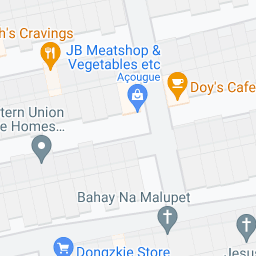 h's Cravings
JB Meatshop &
Vegetables etc
Açougue
Doy's Cafe
tern Union
e Homes...
Bahay Na Malupet
Dongzkie Store
Jesus